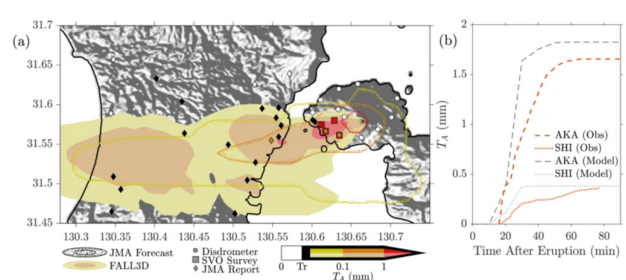 (a) 31.7
31.65
31.6
31.55
31.5
31.45
130.3 130.35 130.4 130.45 130.5 130.55 130.6 130.65 130.7
JMA Forecast
FALL3D
Disdrometer
SVO Survey
JMA Report
0 Tr 0.1 1
T_A (mm)
(b)
2
1.5
1
0.5
0
T_A (mm)
AKA (Obs)
SHI (Obs)
AKA (Model)
SHI (Model)
0 20 40 60 80
Time After Eruption (min)